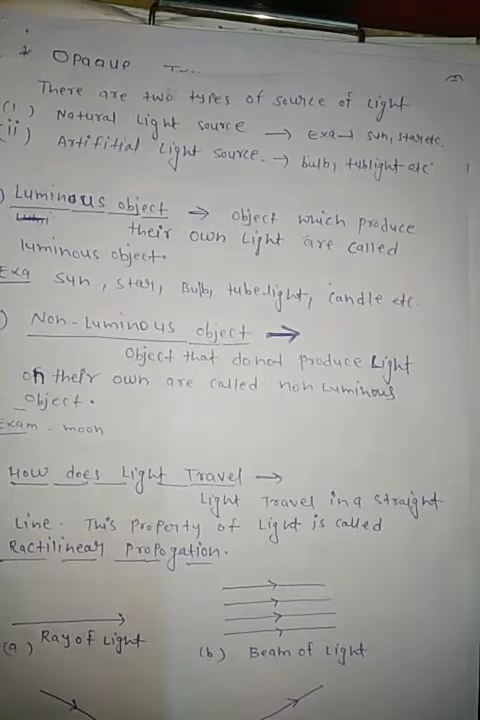 * Opaque
There are two types of source of Light
(i) Natural Light source → Exa→ sun, star etc.
(ii) Artifitial Light source. → bulb, tublight etc
) Luminous object → object which produce
their own Light are called
luminous object.
Exa sun, star, Bulb, tubelight, candle etc.
) Non-Luminous object →
object that do not produce Light
on their own are called non Luminous
object.
Exam - moon
How does Light Travel →
Light Travel in a straight
Line. This Property of Light is called
Ractilinear Propogation.
(a) Ray of Light
(b) Beam of Light